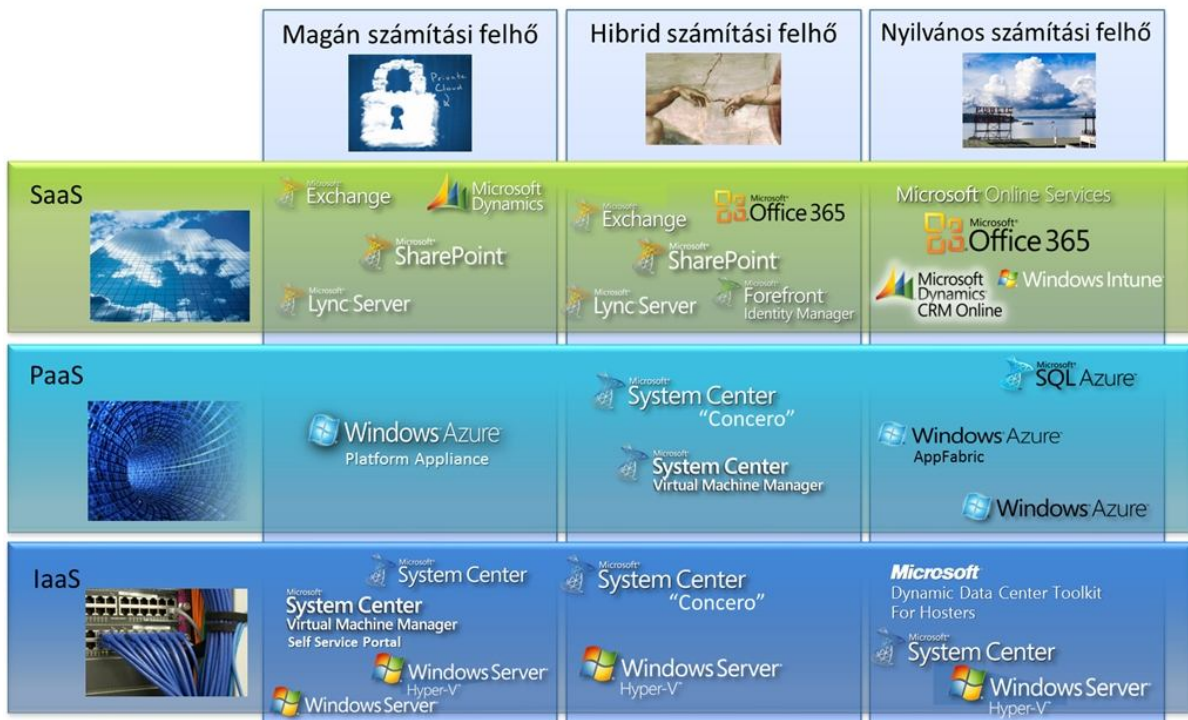 Magán számítási felhő
Hibrid számítási felhő
Nyilvános számítási felhő
Private
Cloud
SaaS
Microsoft
Exchange
Microsoft
Dynamics
Microsoft
SharePoint
Microsoft
Lync Server
Microsoft
Exchange
Microsoft
Office 365
Microsoft
SharePoint
Microsoft
Lync Server
Microsoft
Forefront
Identity Manager
Microsoft Online Services
Microsoft
Office 365
Microsoft
Dynamics
CRM Online
Windows Intune
PaaS
Windows Azure
Platform Appliance
Microsoft
System Center
“Concero”
Microsoft
System Center
Virtual Machine Manager
Microsoft
SQL Azure
Windows Azure
AppFabric
Windows Azure
IaaS
Microsoft
System Center
Microsoft
System Center
Virtual Machine Manager
Self Service Portal
Windows Server
Hyper-V
Windows Server
Microsoft
System Center
“Concero”
Windows Server
Hyper-V
Microsoft
Dynamic Data Center Toolkit
For Hosters
Microsoft
System Center
Windows Server
Hyper-V